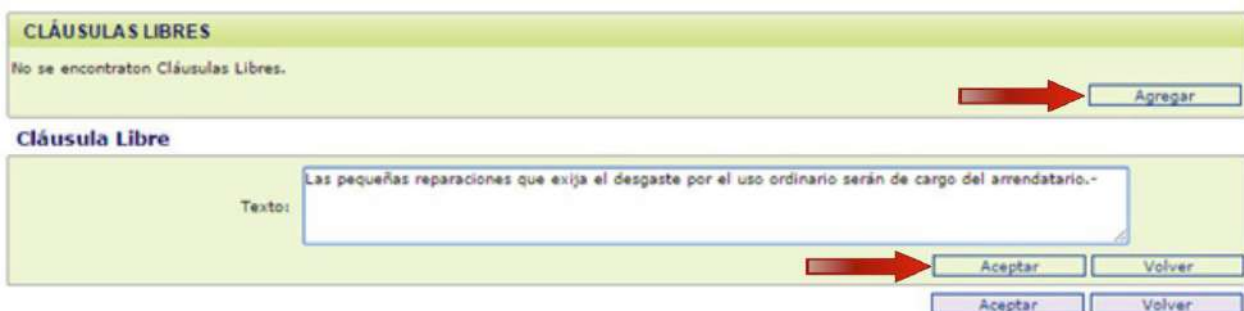 CLÁUSULAS LIBRES
No se encontraton Cláusulas Libres.
Agregar
Cláusula Libre
Texto:
Las pequeñas reparaciones que exija el desgaste por el uso ordinario serán de cargo del arrendatario.-
Aceptar Volver
Aceptar Volver